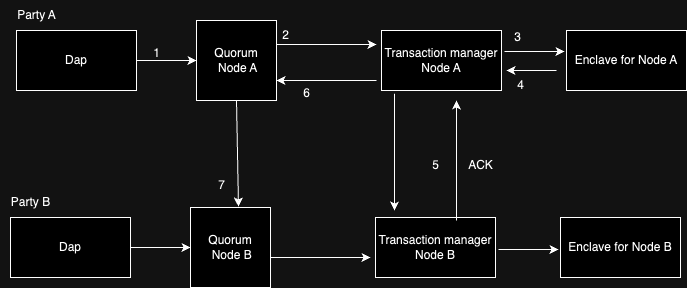 Party A
Dap
1
Quorum
Node A
2
6
Transaction manager
Node A
3
4
Enclave for Node A
7
5
ACK
Party B
Dap
Quorum
Node B
Transaction manager
Node B
Enclave for Node B